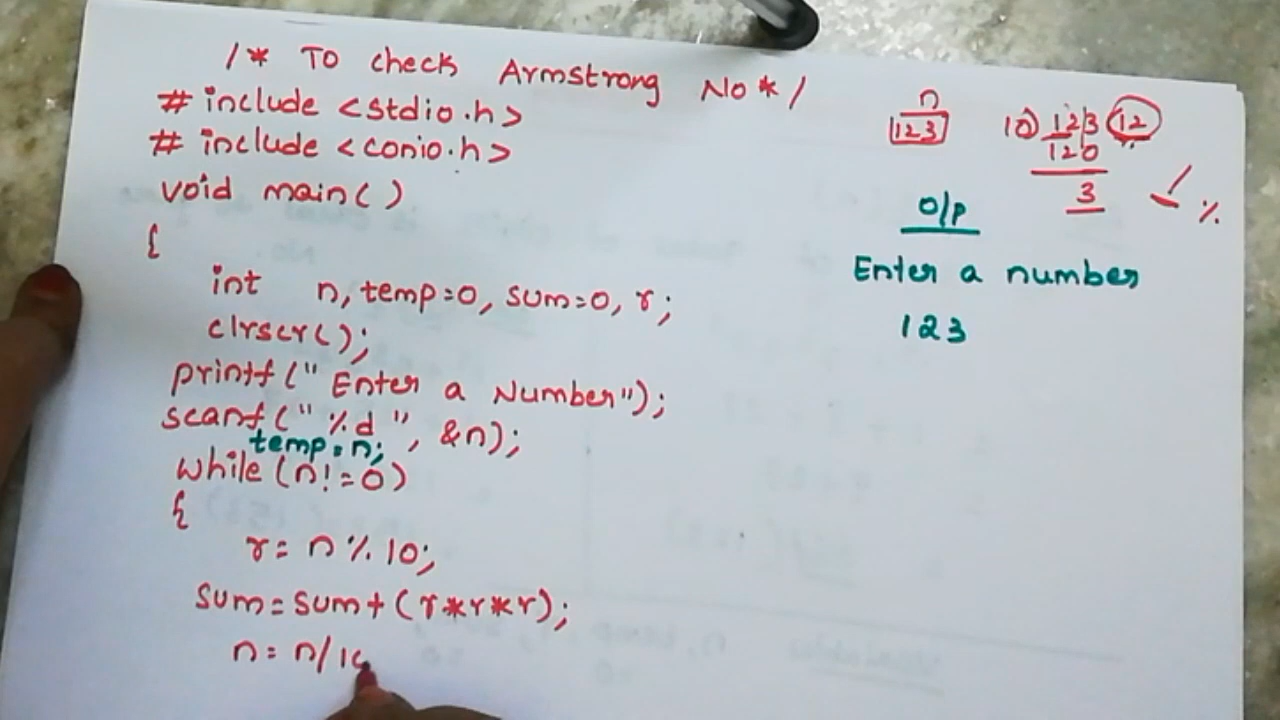 /* To check Armstrong No */
# include <stdio.h>
# include <conio.h>
void main( )
{
int n, temp=0, sum=0, r;
clrscr( );
printf (" Enter a Number");
scanf (" %d ", &n);
temp = n;
while (n! = 0)
{
r = n % 10;
sum = sum + (r*r*r);
n = n/10
n
123
10) 123 (12
120
3
/
%
O/P
Enter a number
123